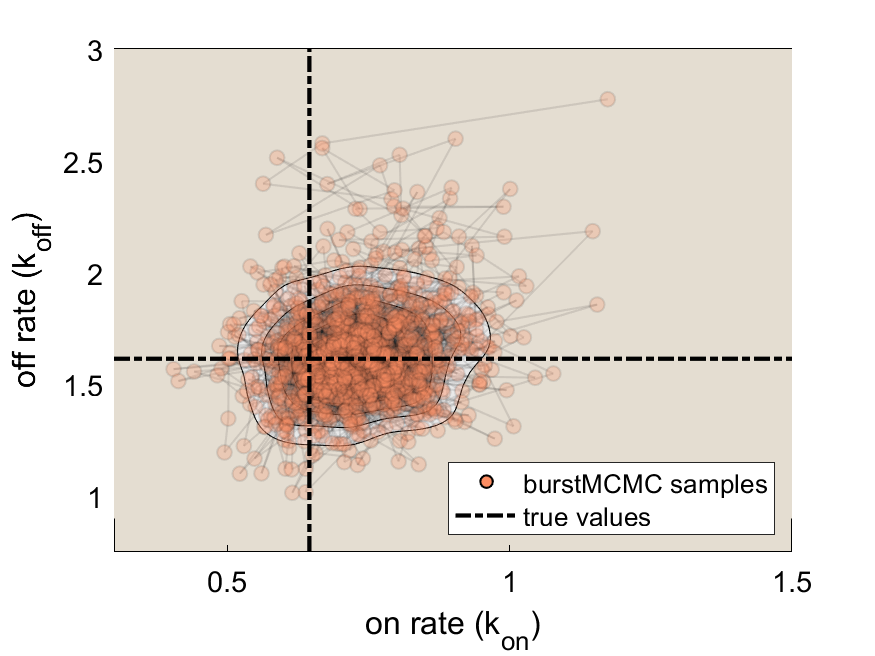 3
2.5
2
1.5
1
off rate (k_off)
burstMCMC samples
true values
0.5
1
1.5
on rate (k_on)